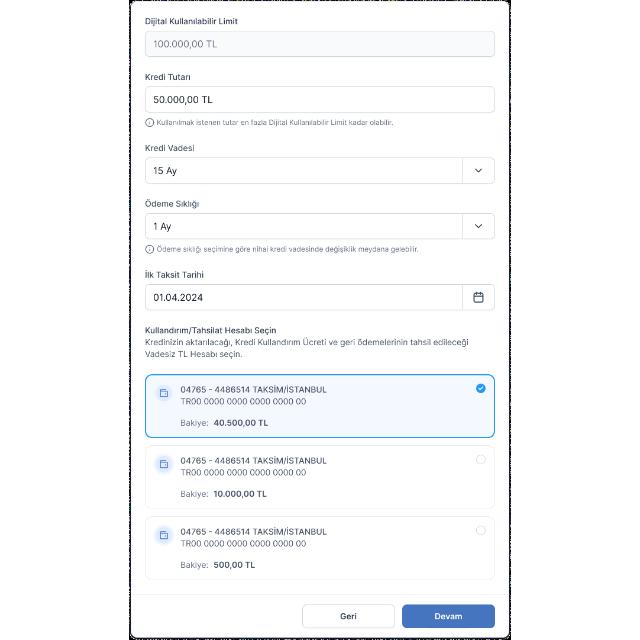 Dijital Kullanılabilir Limit
100.000,00 TL
Kredi Tutarı
50.000,00 TL
Kullanılmak istenen tutar en fazla Dijital Kullanılabilir Limit kadar olabilir.
Kredi Vadesi
15 Ay
Ödeme Sıklığı
1 Ay
Ödeme sıklığı seçimine göre nihai kredi vadesinde değişiklik meydana gelebilir.
İlk Taksit Tarihi
01.04.2024
Kullandırım/Tahsilat Hesabı Seçin
Kredinizin aktarılacağı, Kredi Kullandırım Ücreti ve geri ödemelerinin tahsil edileceği
Vadesiz TL Hesabı seçin.
04765 - 4486514 TAKSİM/İSTANBUL
TR00 0000 0000 0000 0000 00
Bakiye: 40.500,00 TL
04765 - 4486514 TAKSİM/İSTANBUL
TR00 0000 0000 0000 0000 00
Bakiye: 10.000,00 TL
04765 - 4486514 TAKSİM/İSTANBUL
TR00 0000 0000 0000 0000 00
Bakiye: 500,00 TL
Geri
Devam